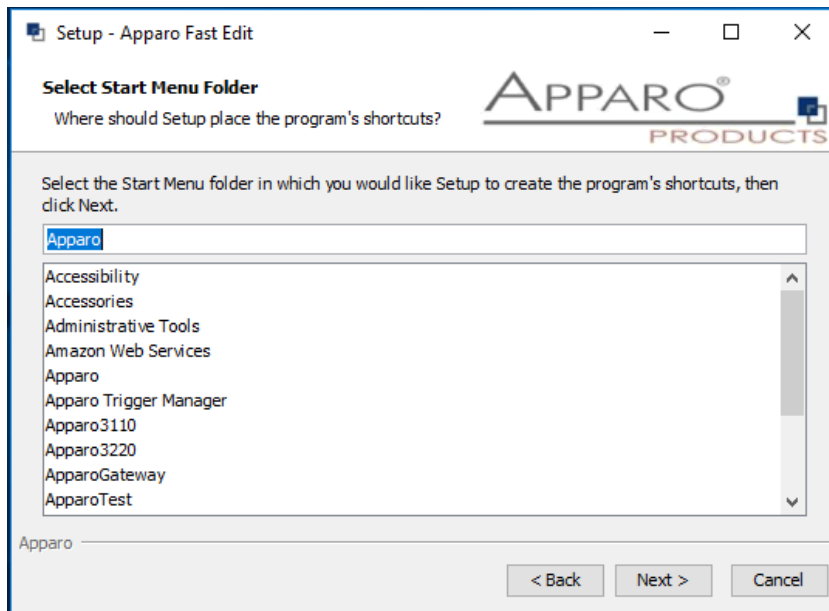 Setup - Apparo Fast Edit
Select Start Menu Folder
Where should Setup place the program's shortcuts?
APPARO®
PRODUCTS
Select the Start Menu folder in which you would like Setup to create the program's shortcuts, then
click Next.
Apparo
Accessibility
Accessories
Administrative Tools
Amazon Web Services
Apparo
Apparo Trigger Manager
Apparo3110
Apparo3220
ApparoGateway
ApparoTest
Apparo
< Back Next > Cancel